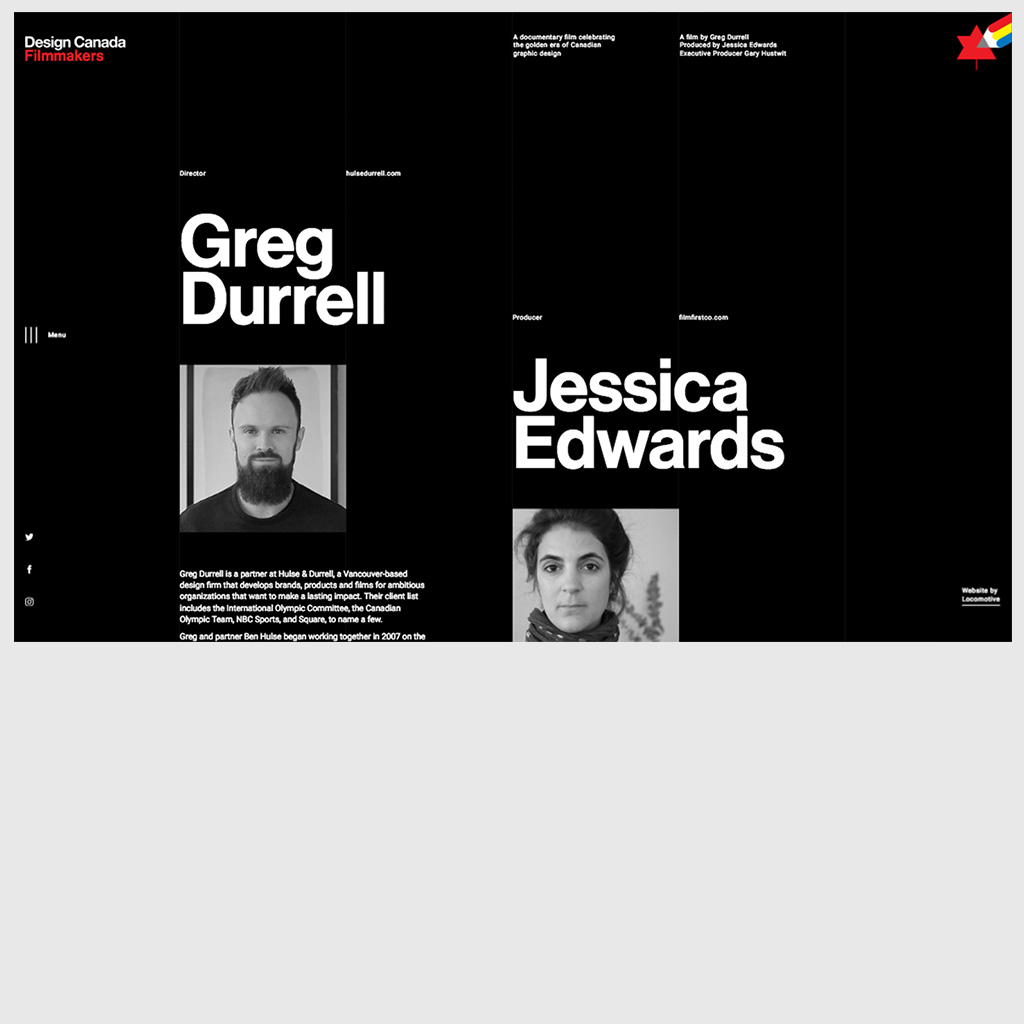 Design Canada
Filmmakers
A documentary film celebrating
the golden era of Canadian
graphic design
A film by Greg Durrell
Produced by Jessica Edwards
Executive Producer Gary Hustwit
Director
hulsedurrell.com
Greg
Durrell
Menu
Producer
filmfirstco.com
Jessica
Edwards
Greg Durrell is a partner at Hulse & Durrell, a Vancouver-based
design firm that develops brands, products and films for ambitious
organizations that want to make a lasting impact. Their client list
includes the International Olympic Committee, the Canadian
Olympic Team, NBC Sports, and Square, to name a few.
Greg and partner Ben Hulse began working together in 2007 on the
Website by
Locomotive